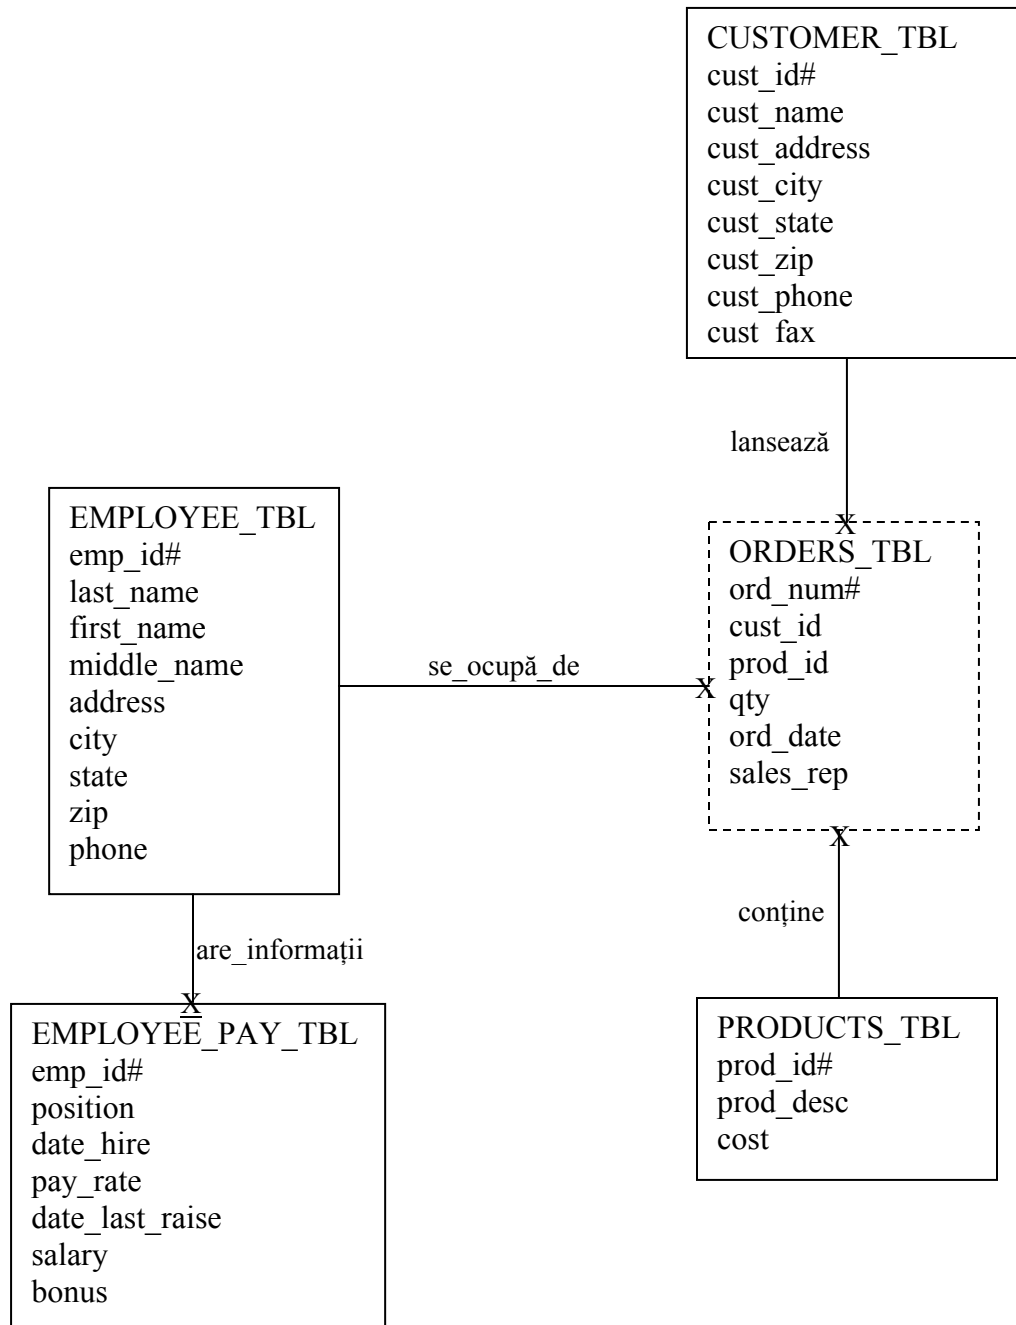 CUSTOMER_TBL
cust_id#
cust_name
cust_address
cust_city
cust_state
cust_zip
cust_phone
cust_fax
lansează
EMPLOYEE_TBL
emp_id#
last_name
first_name
middle_name
address
city
state
zip
phone
se_ocupă_de
X
X
ORDERS_TBL
ord_num#
cust_id
prod_id
qty
ord_date
sales_rep
X
conține
are_informații
X
EMPLOYEE_PAY_TBL
emp_id#
position
date_hire
pay_rate
date_last_raise
salary
bonus
PRODUCTS_TBL
prod_id#
prod_desc
cost